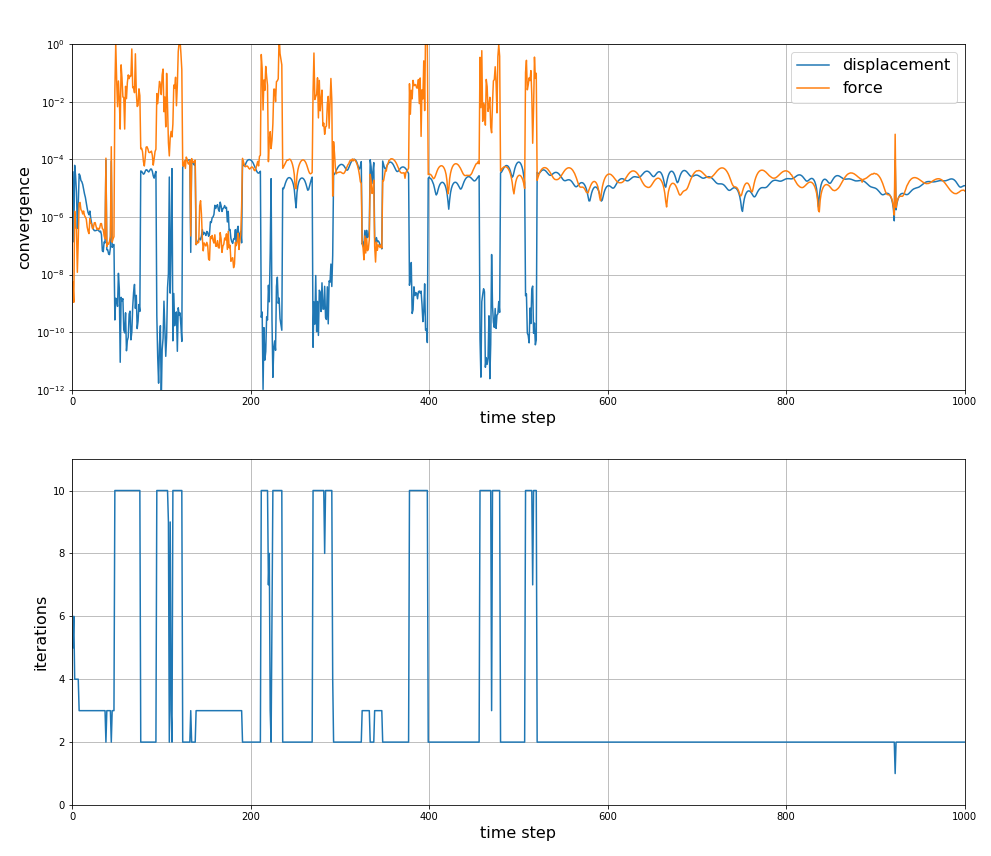 10⁰
10⁻²
10⁻⁴
10⁻⁶
10⁻⁸
10⁻¹⁰
10⁻¹²
convergence
displacement
force
0 200 400 600 800 1000
time step
10
8
6
4
2
0
iterations
0 200 400 600 800 1000
time step